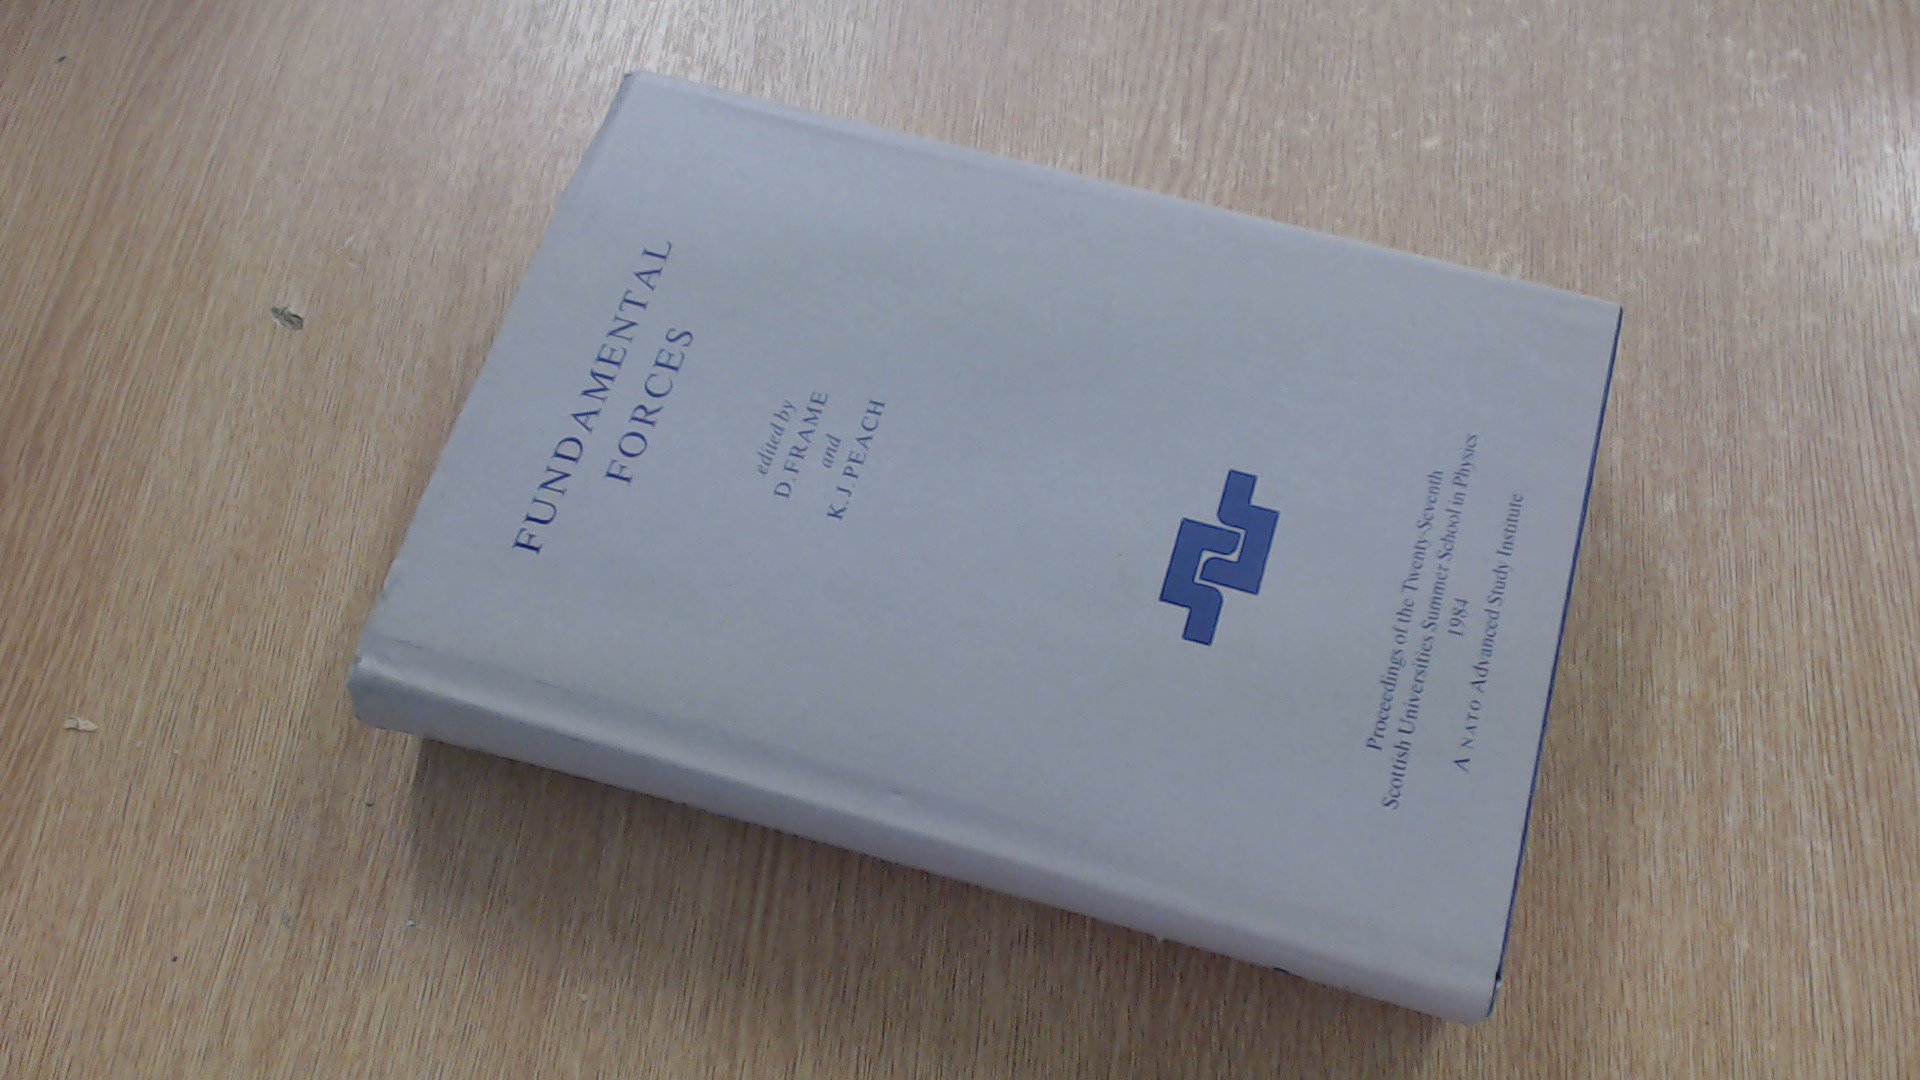 FUNDAMENTAL
FORCES
edited by
D. FRAME
and
K. J. PEACH
Proceedings of the Twenty-Seventh
Scottish Universities Summer School in Physics
1984
A NATO Advanced Study Institute